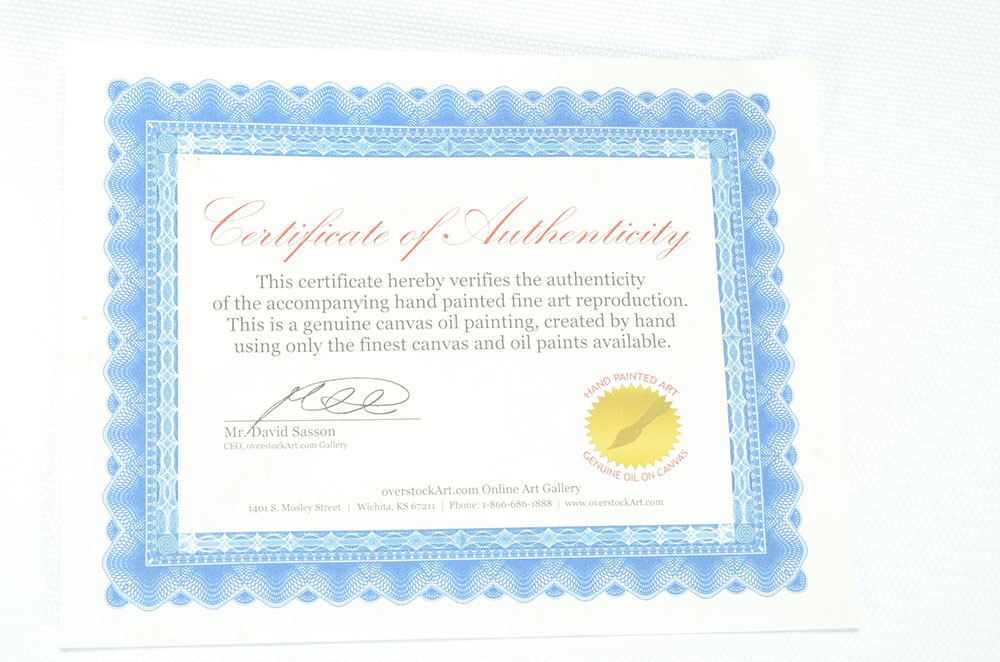 Certificate of Authenticity
This certificate hereby verifies the authenticity
of the accompanying hand painted fine art reproduction.
This is a genuine canvas oil painting, created by hand
using only the finest canvas and oil paints available.
Mr. David Sasson
CEO, overstockArt.com Gallery
HAND PAINTED ART
GENUINE OIL ON CANVAS
overstockArt.com Online Art Gallery
1401 S. Mosley Street | Wichita, KS 67211 | Phone: 1-866-686-1888 | www.overstockArt.com